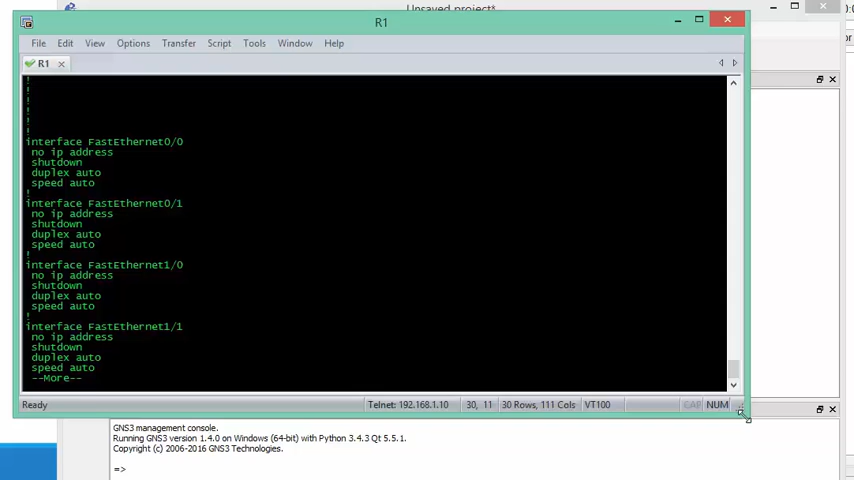 Unsaved project*
R1
File Edit View Options Transfer Script Tools Window Help
R1
!
!
!
!
!
!
interface FastEthernet0/0
no ip address
shutdown
duplex auto
speed auto
!
interface FastEthernet0/1
no ip address
shutdown
duplex auto
speed auto
!
interface FastEthernet1/0
no ip address
shutdown
duplex auto
speed auto
!
interface FastEthernet1/1
no ip address
shutdown
duplex auto
speed auto
--More--
Ready Telnet: 192.168.1.10 30, 11 30 Rows, 111 Cols VT100 CAP NUM
GNS3 management console.
Running GNS3 version 1.4.0 on Windows (64-bit) with Python 3.4.3 Qt 5.5.1.
Copyright (c) 2006-2016 GNS3 Technologies.
=>